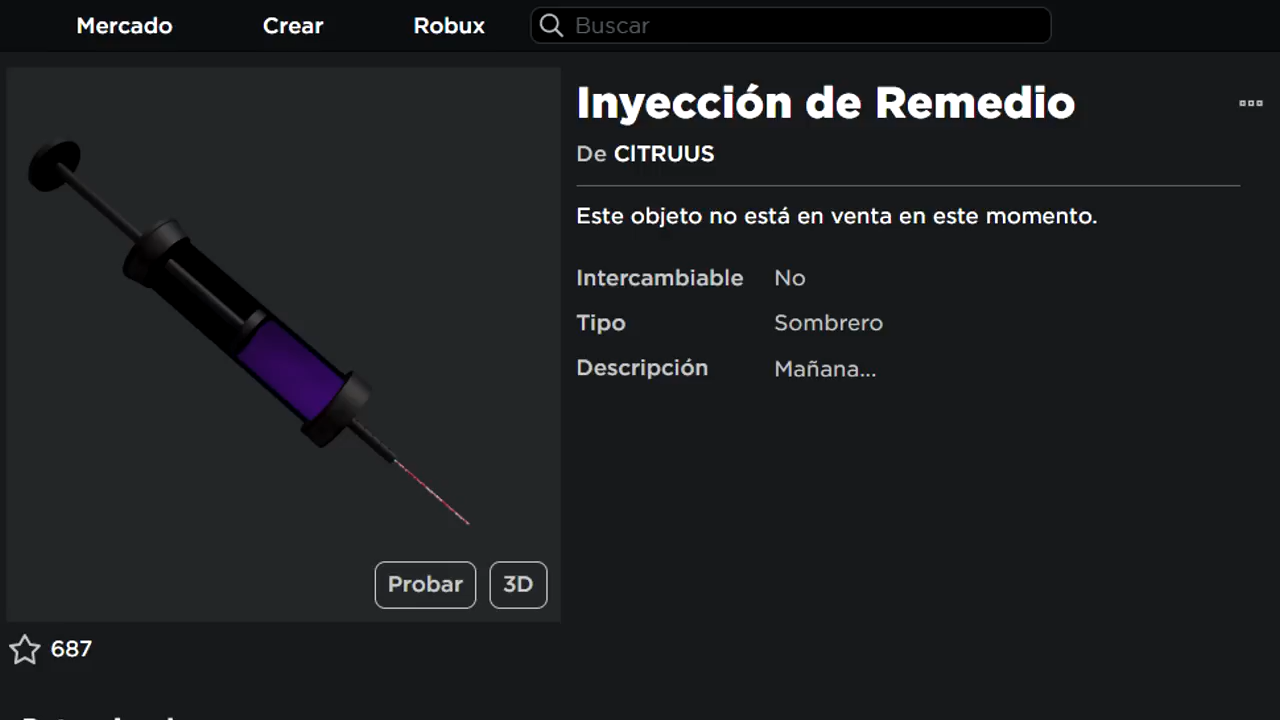 Mercado Crear Robux Buscar
Inyección de Remedio
De CITRUUS
Este objeto no está en venta en este momento.
Intercambiable No
Tipo Sombrero
Descripción Mañana...
Probar 3D
687